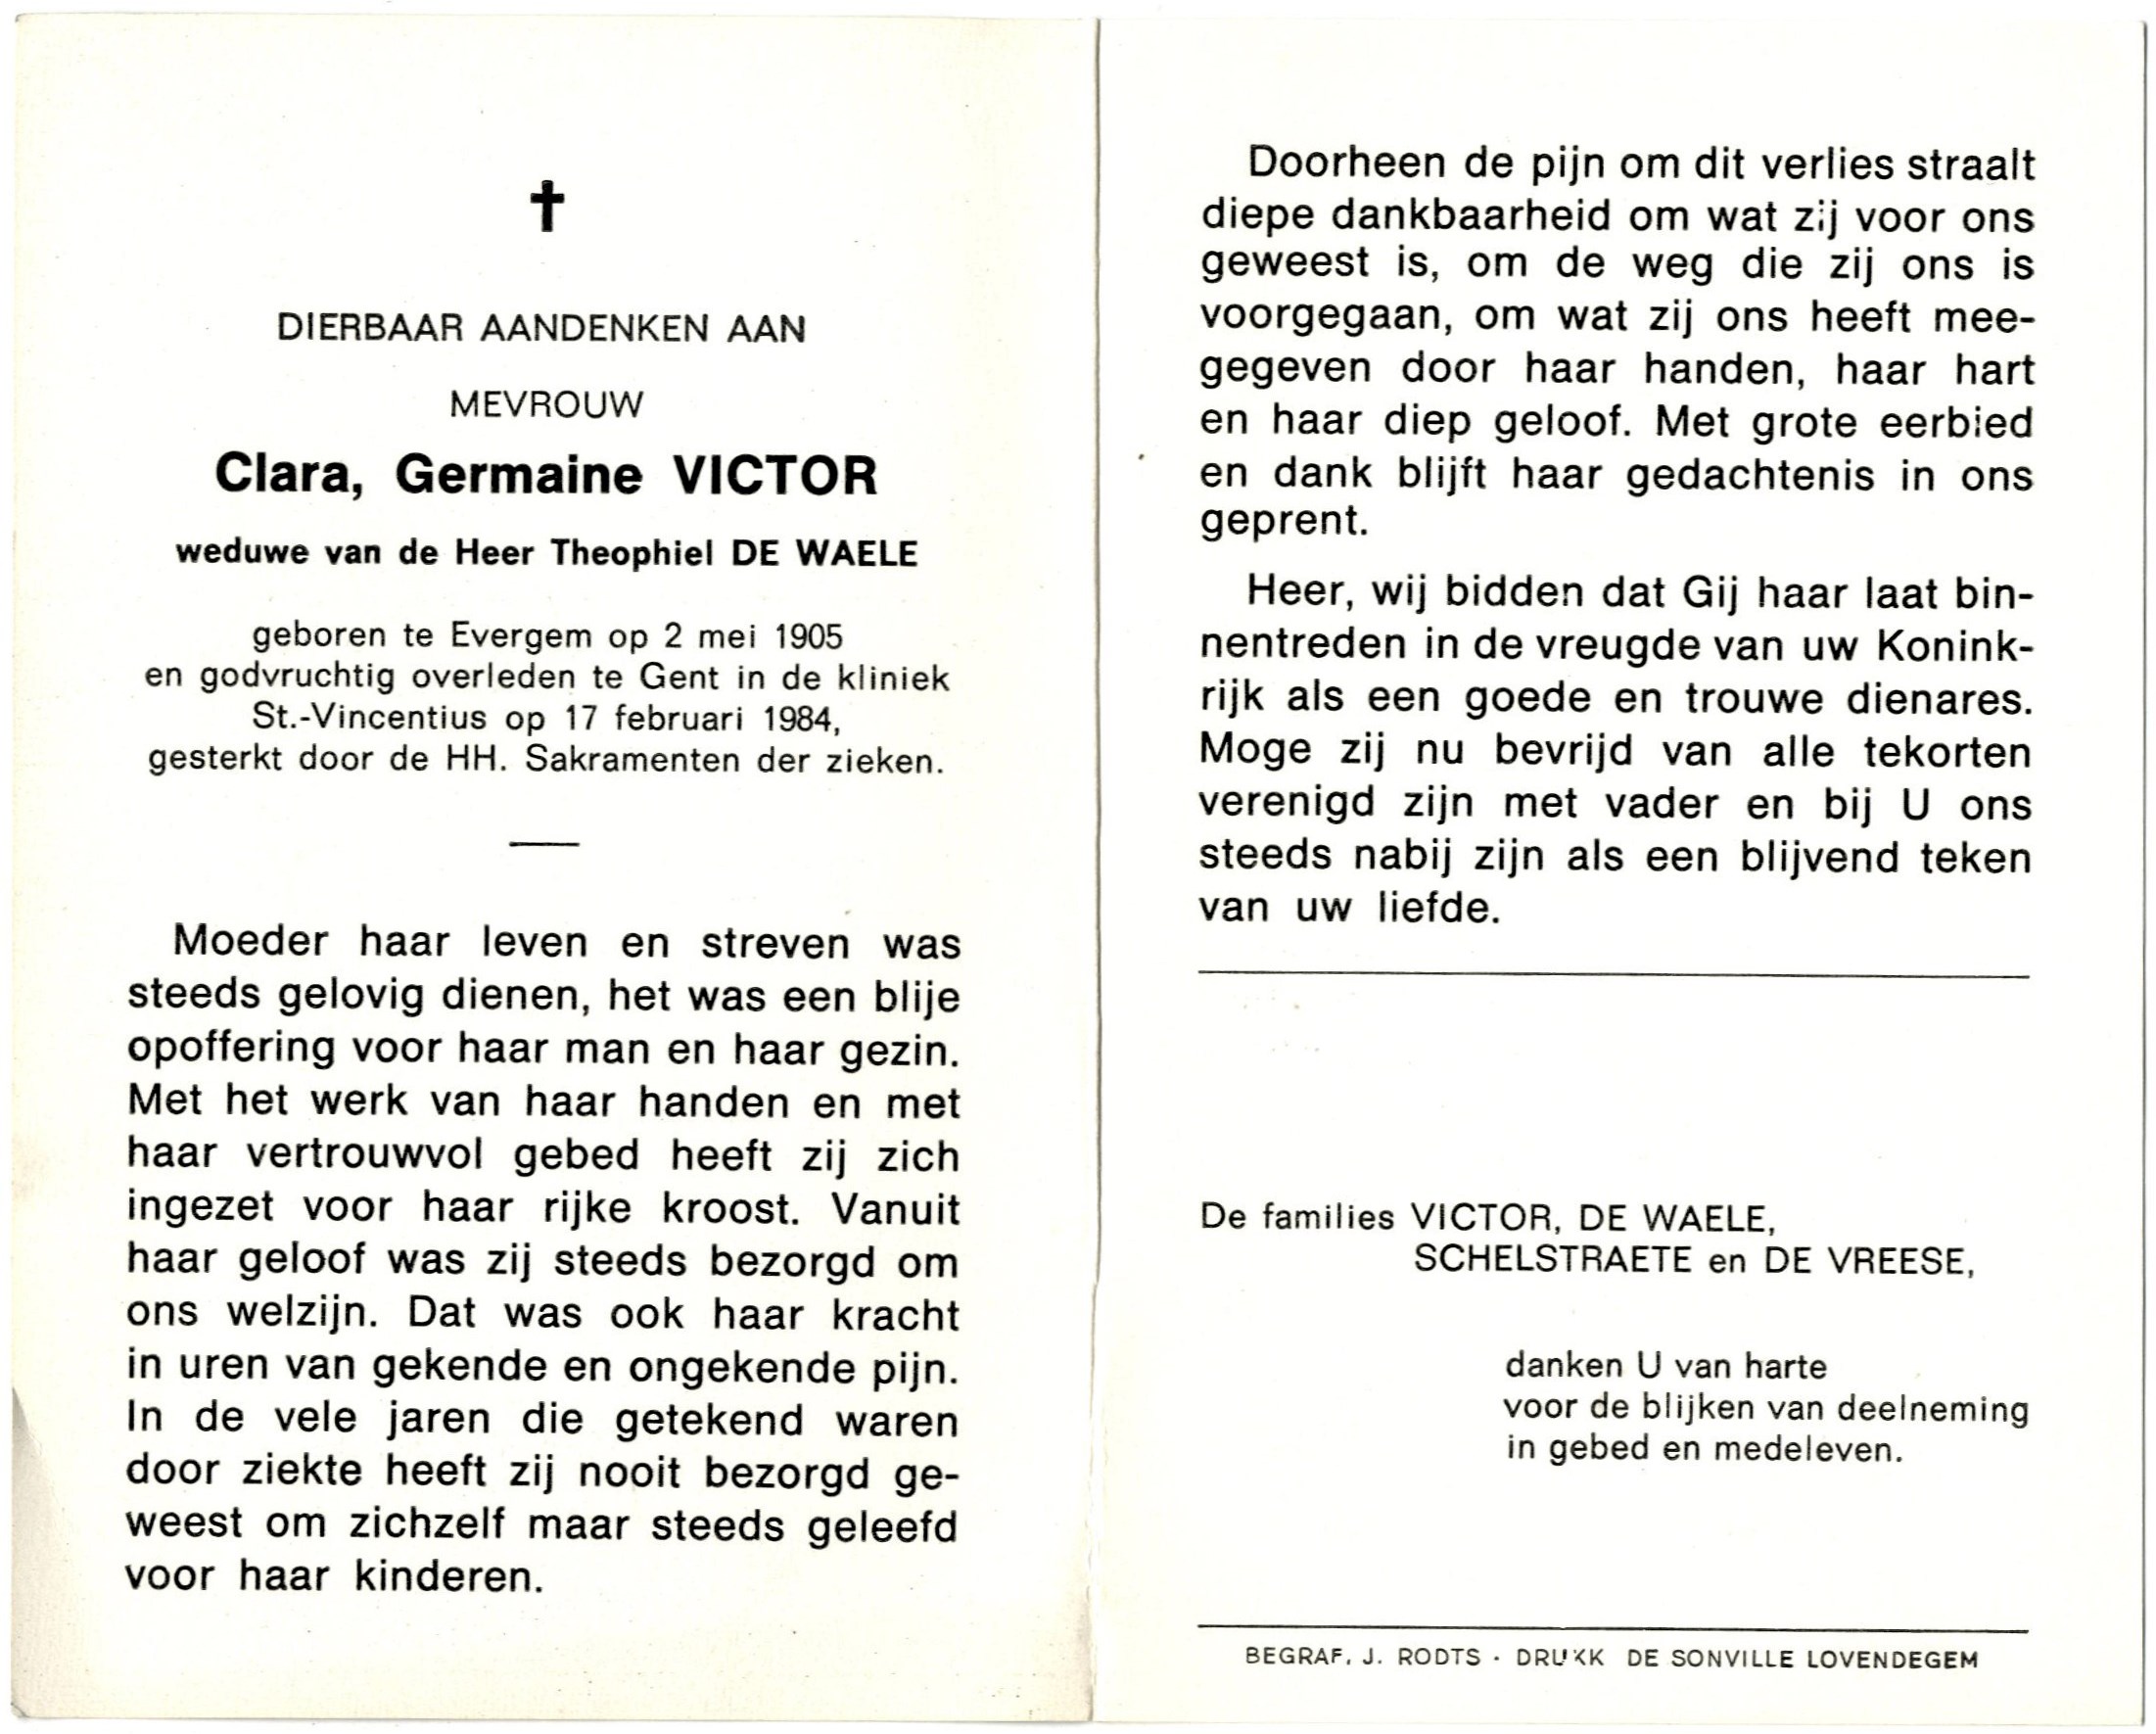 DIERBAAR AANDENKEN AAN
MEVROUW
Clara, Germaine VICTOR
weduwe van de Heer Theophiel DE WAELE
geboren te Evergem op 2 mei 1905
en godvruchtig overleden te Gent in de kliniek
St.-Vincentius op 17 februari 1984,
gesterkt door de HH. Sakramenten der zieken.
Moeder haar leven en streven was
steeds gelovig dienen, het was een blije
opoffering voor haar man en haar gezin.
Met het werk van haar handen en met
haar vertrouwvol gebed heeft zij zich
ingezet voor haar rijke kroost. Vanuit
haar geloof was zij steeds bezorgd om
ons welzijn. Dat was ook haar kracht
in uren van gekende en ongekende pijn.
In de vele jaren die getekend waren
door ziekte heeft zij nooit bezorgd ge-
weest om zichzelf maar steeds geleefd
voor haar kinderen.
Doorheen de pijn om dit verlies straalt
diepe dankbaarheid om wat zij voor ons
geweest is, om de weg die zij ons is
voorgegaan, om wat zij ons heeft mee-
gegeven door haar handen, haar hart
en haar diep geloof. Met grote eerbied
en dank blijft haar gedachtenis in ons
geprent.
Heer, wij bidden dat Gij haar laat bin-
nentreden in de vreugde van uw Konink-
rijk als een goede en trouwe dienares.
Moge zij nu bevrijd van alle tekorten
verenigd zijn met vader en bij U ons
steeds nabij zijn als een blijvend teken
van uw liefde.
De families VICTOR, DE WAELE,
SCHELSTRAETE en DE VREESE,
danken U van harte
voor de blijken van deelneming
in gebed en medeleven.
BEGRAF. J. RODTS · DRUKK DE SONVILLE LOVENDEGEM